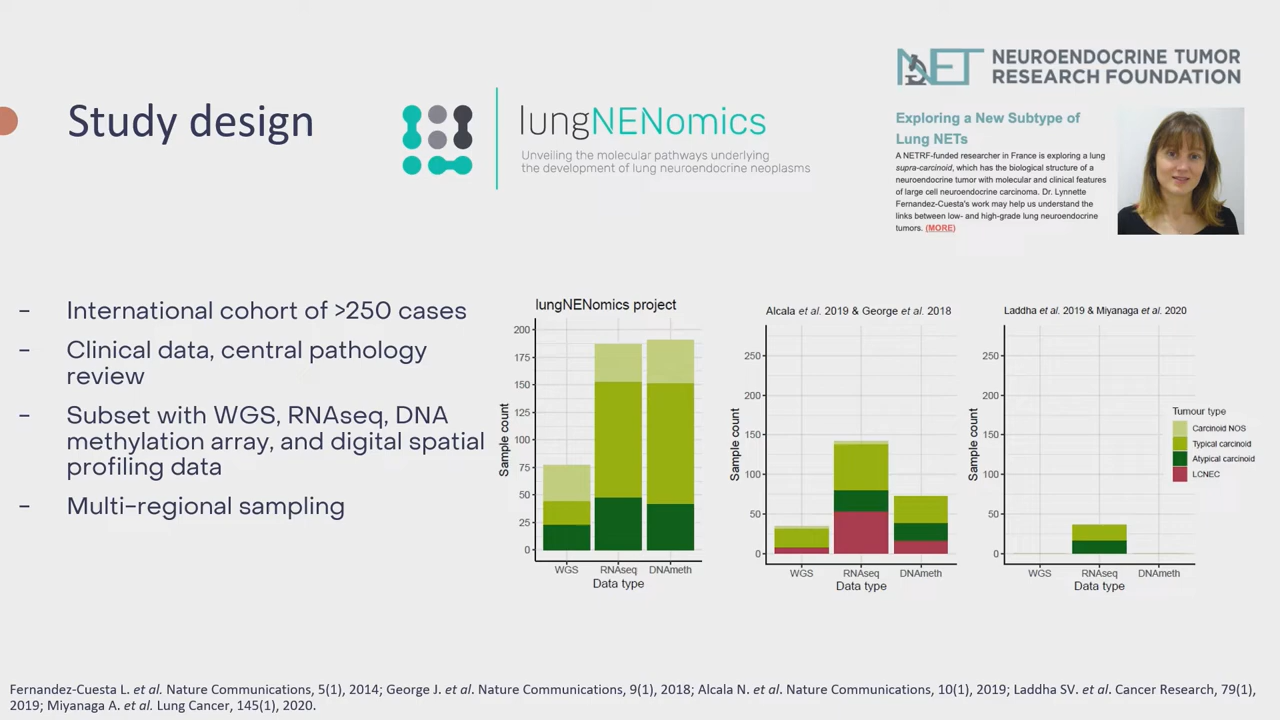 Study design
lungNENomics
Unveiling the molecular pathways underlying
the development of lung neuroendocrine neoplasms
NET NEUROENDOCRINE TUMOR
RESEARCH FOUNDATION
Exploring a New Subtype of
Lung NETs
A NETRF-funded researcher in France is exploring a lung
supra-carcinoid, which has the biological structure of a
neuroendocrine tumor with molecular and clinical features
of large cell neuroendocrine carcinoma. Dr. Lynnette
Fernandez-Cuesta's work may help us understand the
links between low- and high-grade lung neuroendocrine
tumors. (MORE)
- International cohort of >250 cases
- Clinical data, central pathology
review
- Subset with WGS, RNAseq, DNA
methylation array, and digital spatial
profiling data
- Multi-regional sampling
lungNENomics project
Sample count
200
175
150
125
100
75
50
25
0
WGS RNAseq DNAmeth
Data type
Alcala et al. 2019 & George et al. 2018
Sample count
250
200
150
100
50
0
WGS RNAseq DNAmeth
Data type
Laddha et al. 2019 & Miyanaga et al. 2020
Sample count
250
200
150
100
50
0
WGS RNAseq DNAmeth
Data type
Tumour type
Carcinoid NOS
Typical carcinoid
Atypical carcinoid
LCNEC
Fernandez-Cuesta L. et al. Nature Communications, 5(1), 2014; George J. et al. Nature Communications, 9(1), 2018; Alcala N. et al. Nature Communications, 10(1), 2019; Laddha SV. et al. Cancer Research, 79(1),
2019; Miyanaga A. et al. Lung Cancer, 145(1), 2020.